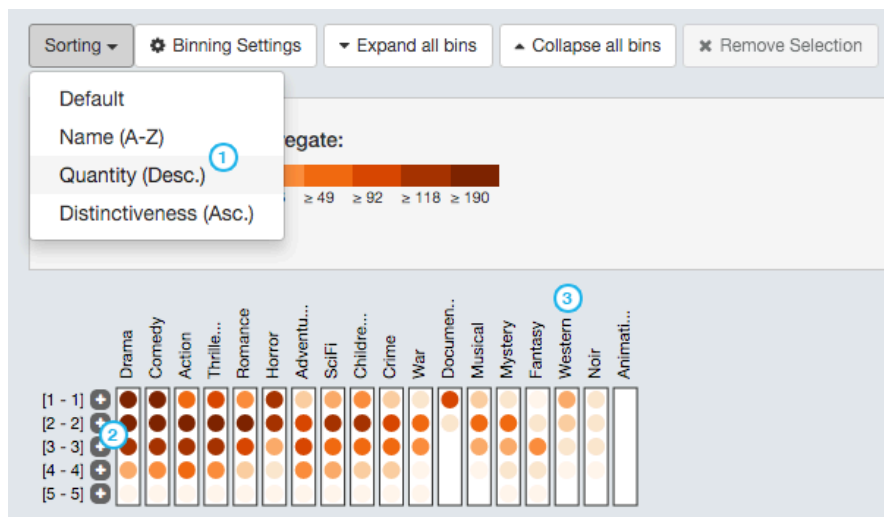 Sorting Binning Settings Expand all bins Collapse all bins Remove Selection
Default
Name (A-Z)
egate:
1
Quantity (Desc.)
≥ 49 ≥ 92 ≥ 118 ≥ 190
Distinctiveness (Asc.)
3
Drama Comedy Action Thrille... Romance Horror Adventu... SciFi Childre... Crime War Documen.. Musical Mystery Fantasy Western Noir Animati...
[1 - 1]
[2 - 2]
2
[3 - 3]
[4 - 4]
[5 - 5]